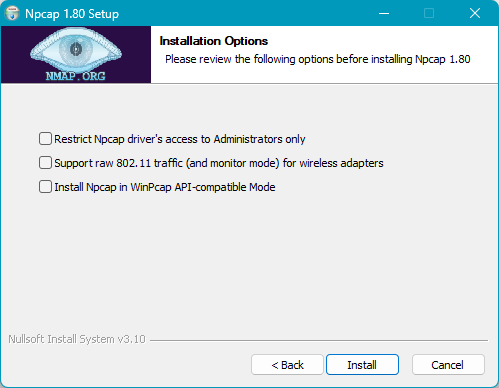 Npcap 1.80 Setup
NMAP.ORG
Installation Options
Please review the following options before installing Npcap 1.80
Restrict Npcap driver's access to Administrators only
Support raw 802.11 traffic (and monitor mode) for wireless adapters
Install Npcap in WinPcap API-compatible Mode
Nullsoft Install System v3.10
< Back
Install
Cancel